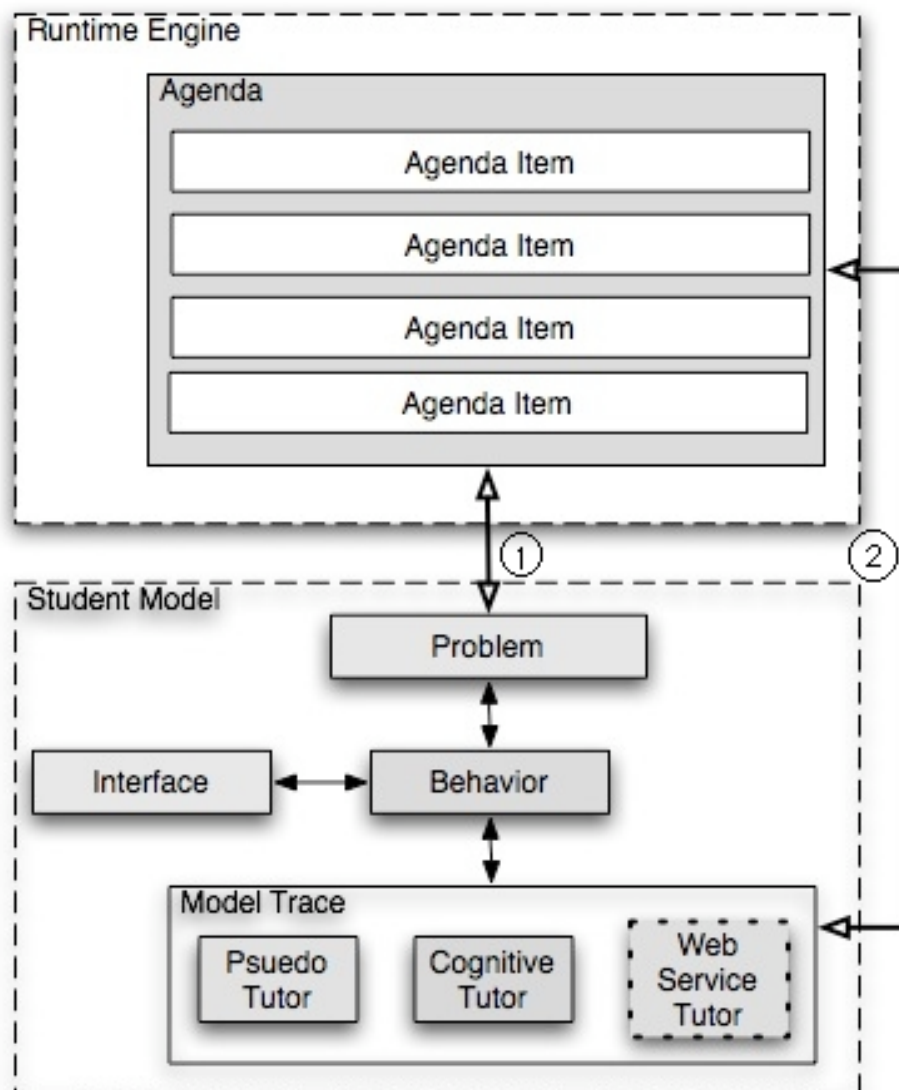 Runtime Engine
Agenda
Agenda Item
Agenda Item
Agenda Item
Agenda Item
1
2
Student Model
Problem
Interface
Behavior
Model Trace
Psuedo
Tutor
Cognitive
Tutor
Web
Service
Tutor